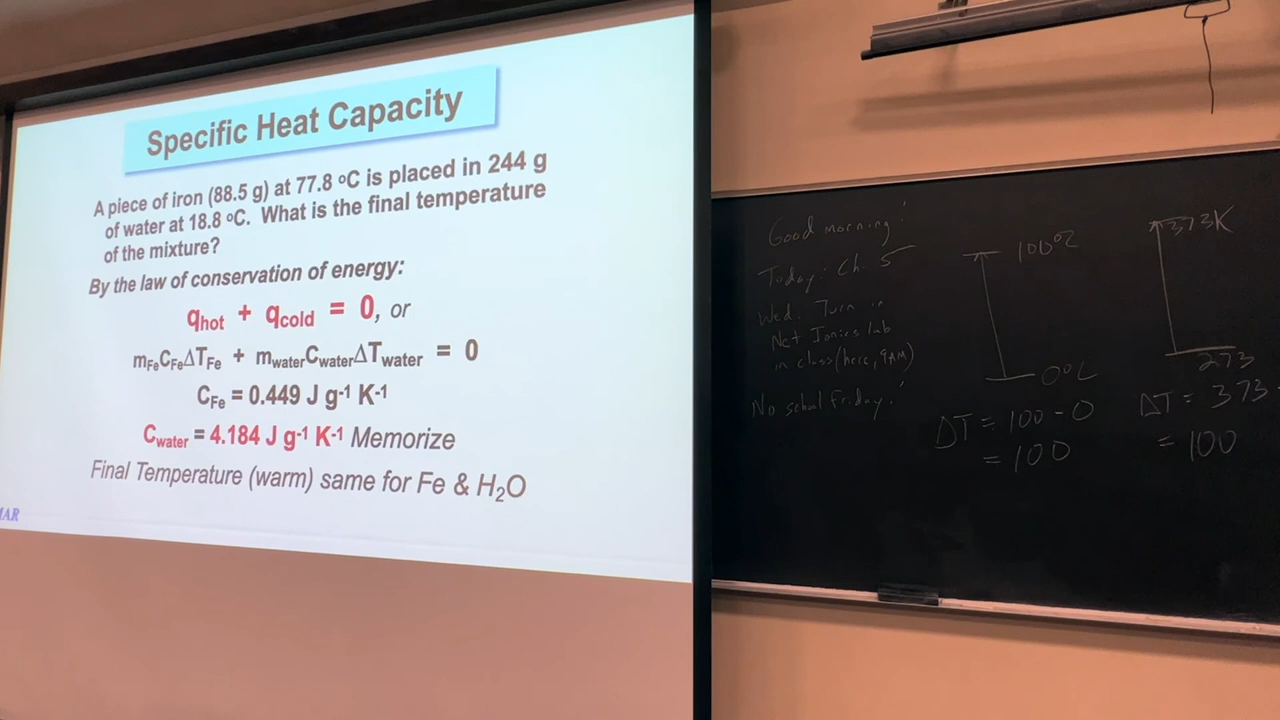 Specific Heat Capacity
A piece of iron (88.5 g) at 77.8 ºC is placed in 244 g
of water at 18.8 ºC. What is the final temperature
of the mixture?
By the law of conservation of energy:
qhot + qcold = 0, or
mFeCFeΔTFe + mwaterCwaterΔTwater = 0
CFe = 0.449 J g-1 K-1
Cwater = 4.184 J g-1 K-1 Memorize
Final Temperature (warm) same for Fe & H2O
MAR
Good morning!
Today: Ch. 5
Wed. Turn in
Net Ionics lab
in class (here, 9AM)
No school Friday!
100°C
0°C
ΔT = 100 - 0
= 100
373K
273
ΔT = 373 -
= 100